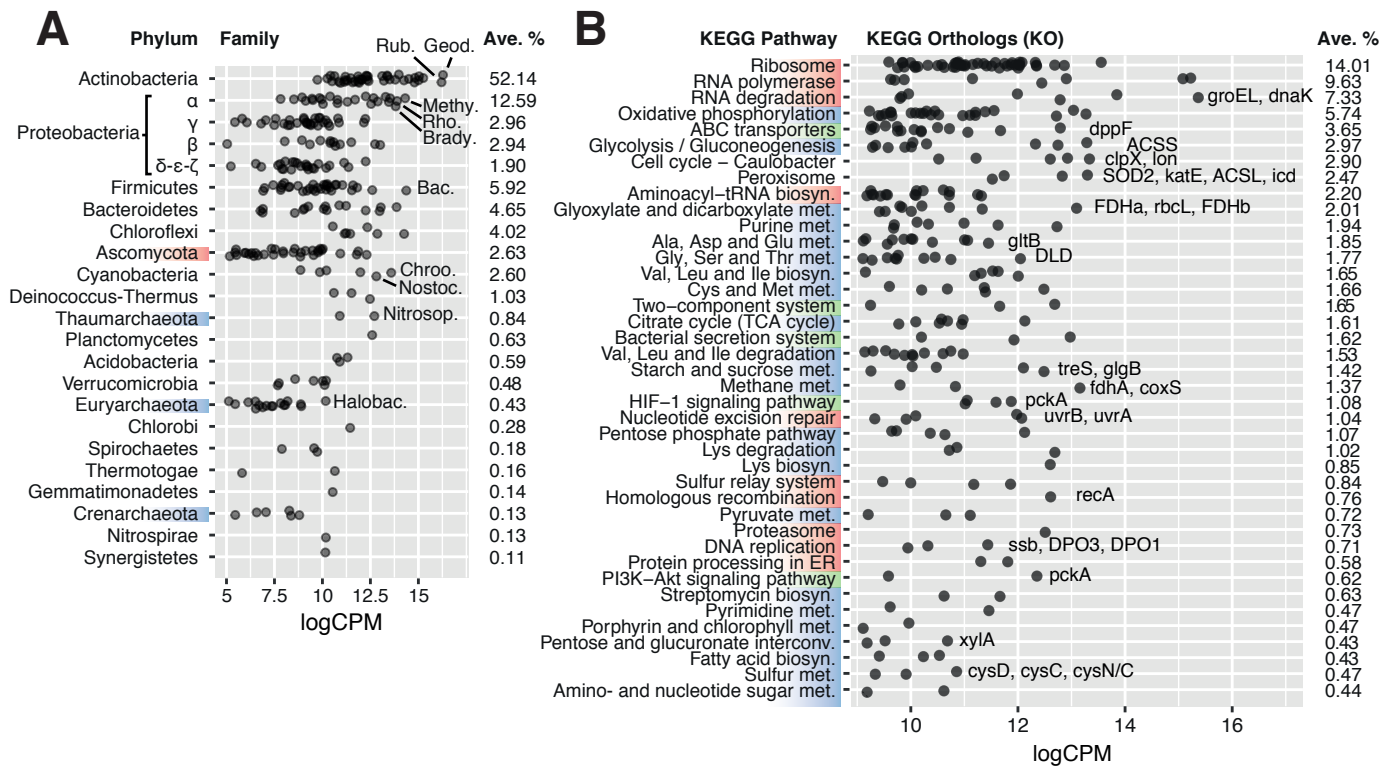 A
Phylum Family Ave. %
Rub. Geod.
Actinobacteria 52.14
α 12.59
Methy.
Proteobacteria
γ Rho. 2.96
Brady.
β 2.94
δ-ε-ζ 1.90
Firmicutes Bac. 5.92
Bacteroidetes 4.65
Chloroflexi 4.02
Ascomycota 2.63
Cyanobacteria Chroo. 2.60
Nostoc.
Deinococcus-Thermus 1.03
Thaumarchaeota Nitrosop. 0.84
Planctomycetes 0.63
Acidobacteria 0.59
Verrucomicrobia 0.48
Euryarchaeota Halobac. 0.43
Chlorobi 0.28
Spirochaetes 0.18
Thermotogae 0.16
Gemmatimonadetes 0.14
Crenarchaeota 0.13
Nitrospirae 0.13
Synergistetes 0.11
5 7.5 10 12.5 15
logCPM
B
KEGG Pathway KEGG Orthologs (KO) Ave. %
Ribosome 14.01
RNA polymerase 9.63
RNA degradation groEL, dnaK 7.33
Oxidative phosphorylation 5.74
ABC transporters dppF 3.65
Glycolysis / Gluconeogenesis ACSS 2.97
Cell cycle − Caulobacter clpX, lon 2.90
Peroxisome SOD2, katE, ACSL, icd 2.47
Aminoacyl−tRNA biosyn. 2.20
Glyoxylate and dicarboxylate met. FDHa, rbcL, FDHb 2.01
Purine met. 1.94
Ala, Asp and Glu met. gltB 1.85
Gly, Ser and Thr met. DLD 1.77
Val, Leu and Ile biosyn. 1.65
Cys and Met met. 1.66
Two−component system 1.65
Citrate cycle (TCA cycle) 1.61
Bacterial secretion system 1.62
Val, Leu and Ile degradation 1.53
Starch and sucrose met. treS, glgB 1.42
Methane met. fdhA, coxS 1.37
HIF−1 signaling pathway pckA 1.08
Nucleotide excision repair uvrB, uvrA 1.04
Pentose phosphate pathway 1.07
Lys degradation 1.02
Lys biosyn. 0.85
Sulfur relay system 0.84
Homologous recombination recA 0.76
Pyruvate met. 0.72
Proteasome 0.73
DNA replication ssb, DPO3, DPO1 0.71
Protein processing in ER 0.58
PI3K−Akt signaling pathway pckA 0.62
Streptomycin biosyn. 0.63
Pyrimidine met. 0.47
Porphyrin and chlorophyll met. 0.47
Pentose and glucuronate interconv. xylA 0.43
Fatty acid biosyn. 0.43
Sulfur met. cysD, cysC, cysN/C 0.47
Amino- and nucleotide sugar met. 0.44
10 12 14 16
logCPM